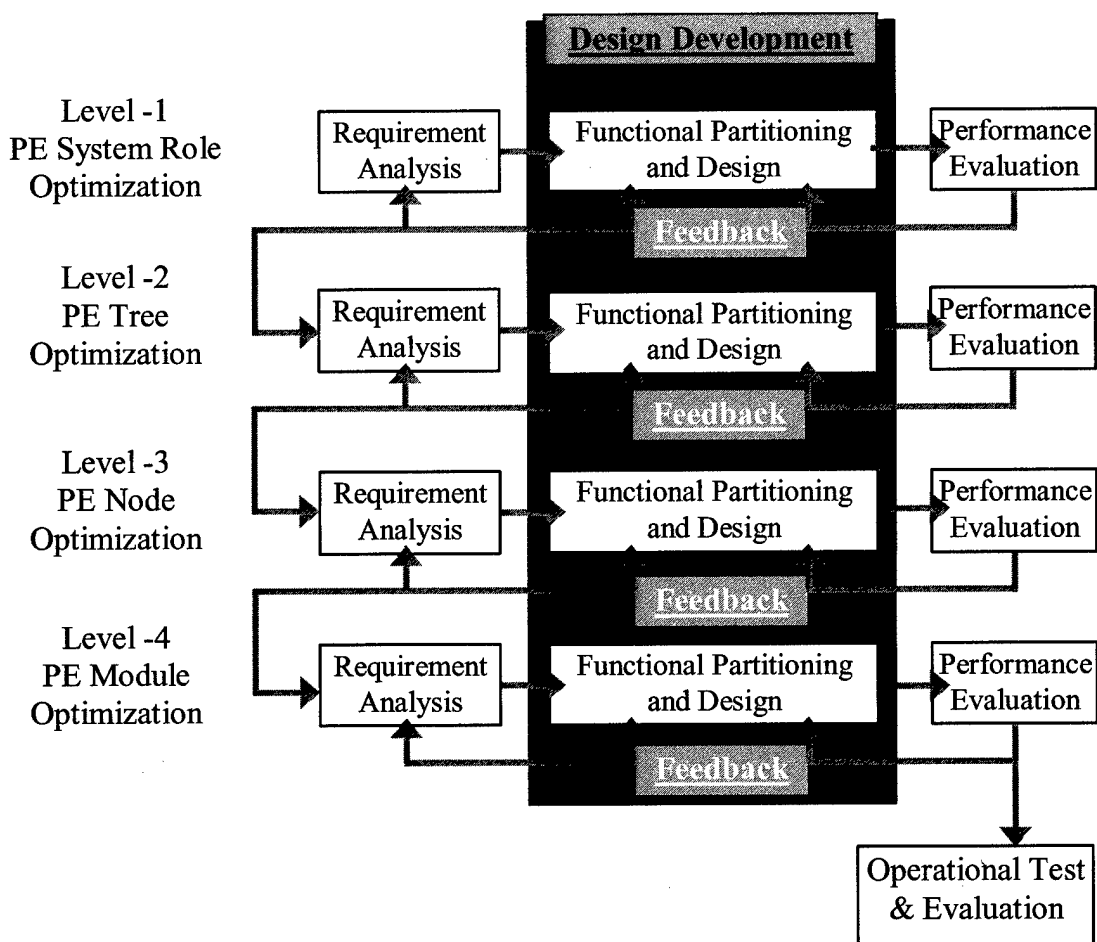 Design Development
Level -1
PE System Role
Optimization
Requirement
Analysis
Functional Partitioning
and Design
Performance
Evaluation
Feedback
Level -2
PE Tree
Optimization
Requirement
Analysis
Functional Partitioning
and Design
Performance
Evaluation
Feedback
Level -3
PE Node
Optimization
Requirement
Analysis
Functional Partitioning
and Design
Performance
Evaluation
Feedback
Level -4
PE Module
Optimization
Requirement
Analysis
Functional Partitioning
and Design
Performance
Evaluation
Feedback
Operational Test
& Evaluation